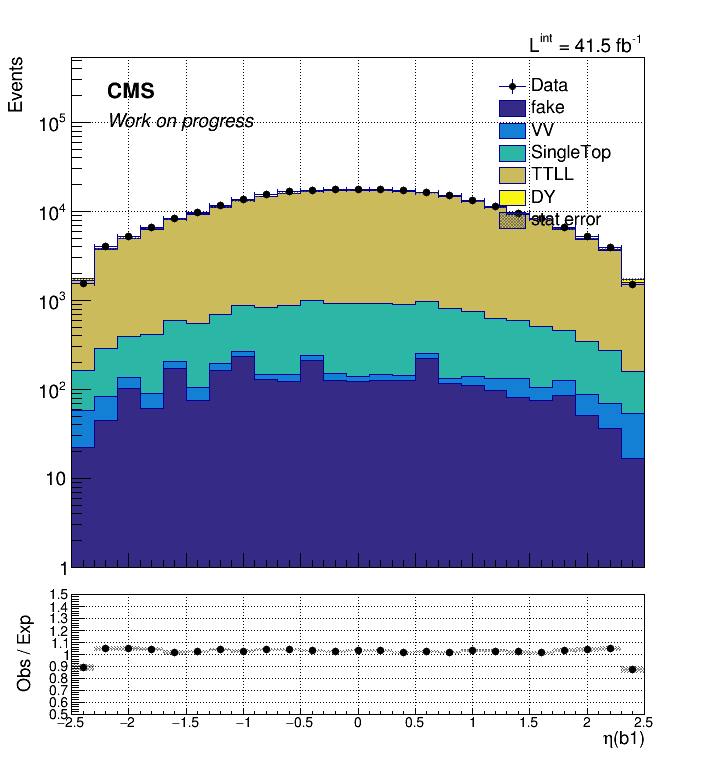 L^int = 41.5 fb^-1
Events
CMS
Work on progress
Data
fake
VV
SingleTop
TTLL
DY
stat error
10^5
10^4
10^3
10^2
10
1
Obs / Exp
1.5
1.4
1.3
1.2
1.1
1
0.9
0.8
0.7
0.6
0.5
−2.5 −2 −1.5 −1 −0.5 0 0.5 1 1.5 2 2.5
η(b1)